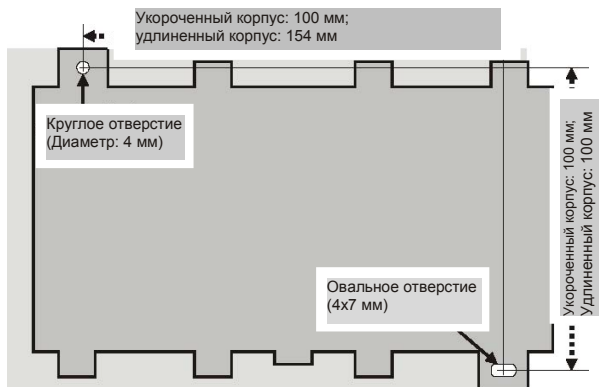 Укороченный корпус: 100 мм;
удлиненный корпус: 154 мм
Круглое отверстие
(Диаметр: 4 мм)
Укороченный корпус: 100 мм;
Удлиненный корпус: 100 мм
Овальное отверстие
(4x7 мм)